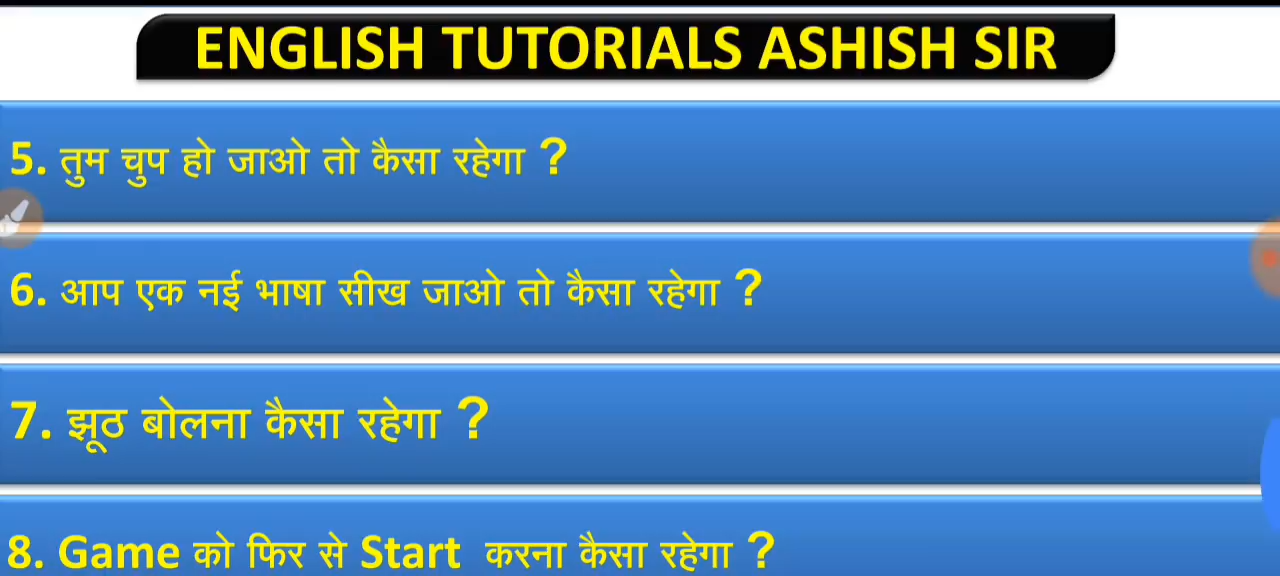 ENGLISH TUTORIALS ASHISH SIR
5. तुम चुप हो जाओ तो कैसा रहेगा ?
6. आप एक नई भाषा सीख जाओ तो कैसा रहेगा ?
7. झूठ बोलना कैसा रहेगा ?
8. Game को फिर से Start करना कैसा रहेगा ?